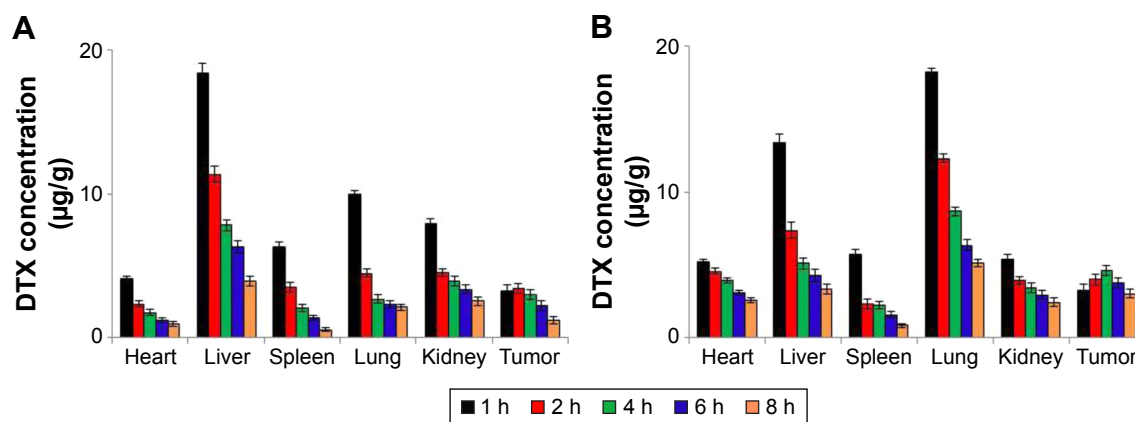 A
DTX concentration
(µg/g)
20
10
0
Heart Liver Spleen Lung Kidney Tumor
B
DTX concentration
(µg/g)
20
10
0
Heart Liver Spleen Lung Kidney Tumor
1 h 2 h 4 h 6 h 8 h